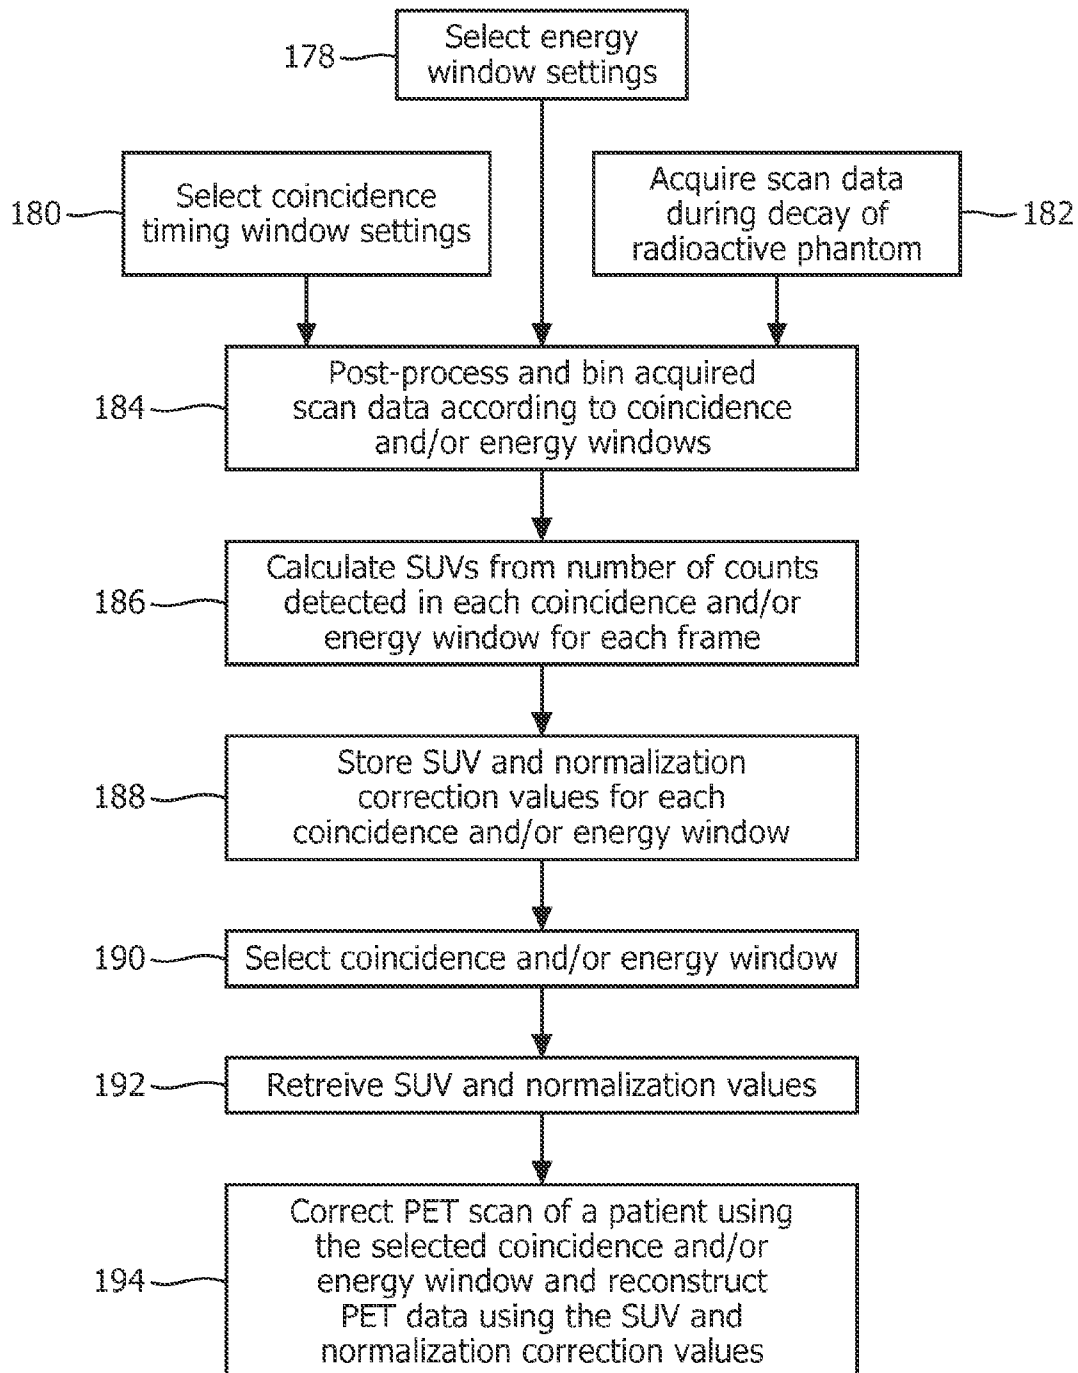 178
Select energy
window settings
180
Select coincidence
timing window settings
Acquire scan data
during decay of
radioactive phantom
182
184
Post-process and bin acquired
scan data according to coincidence
and/or energy windows
186
Calculate SUVs from number of counts
detected in each coincidence and/or
energy window for each frame
188
Store SUV and normalization
correction values for each
coincidence and/or energy window
190
Select coincidence and/or energy window
192
Retreive SUV and normalization values
194
Correct PET scan of a patient using
the selected coincidence and/or
energy window and reconstruct
PET data using the SUV and
normalization correction values